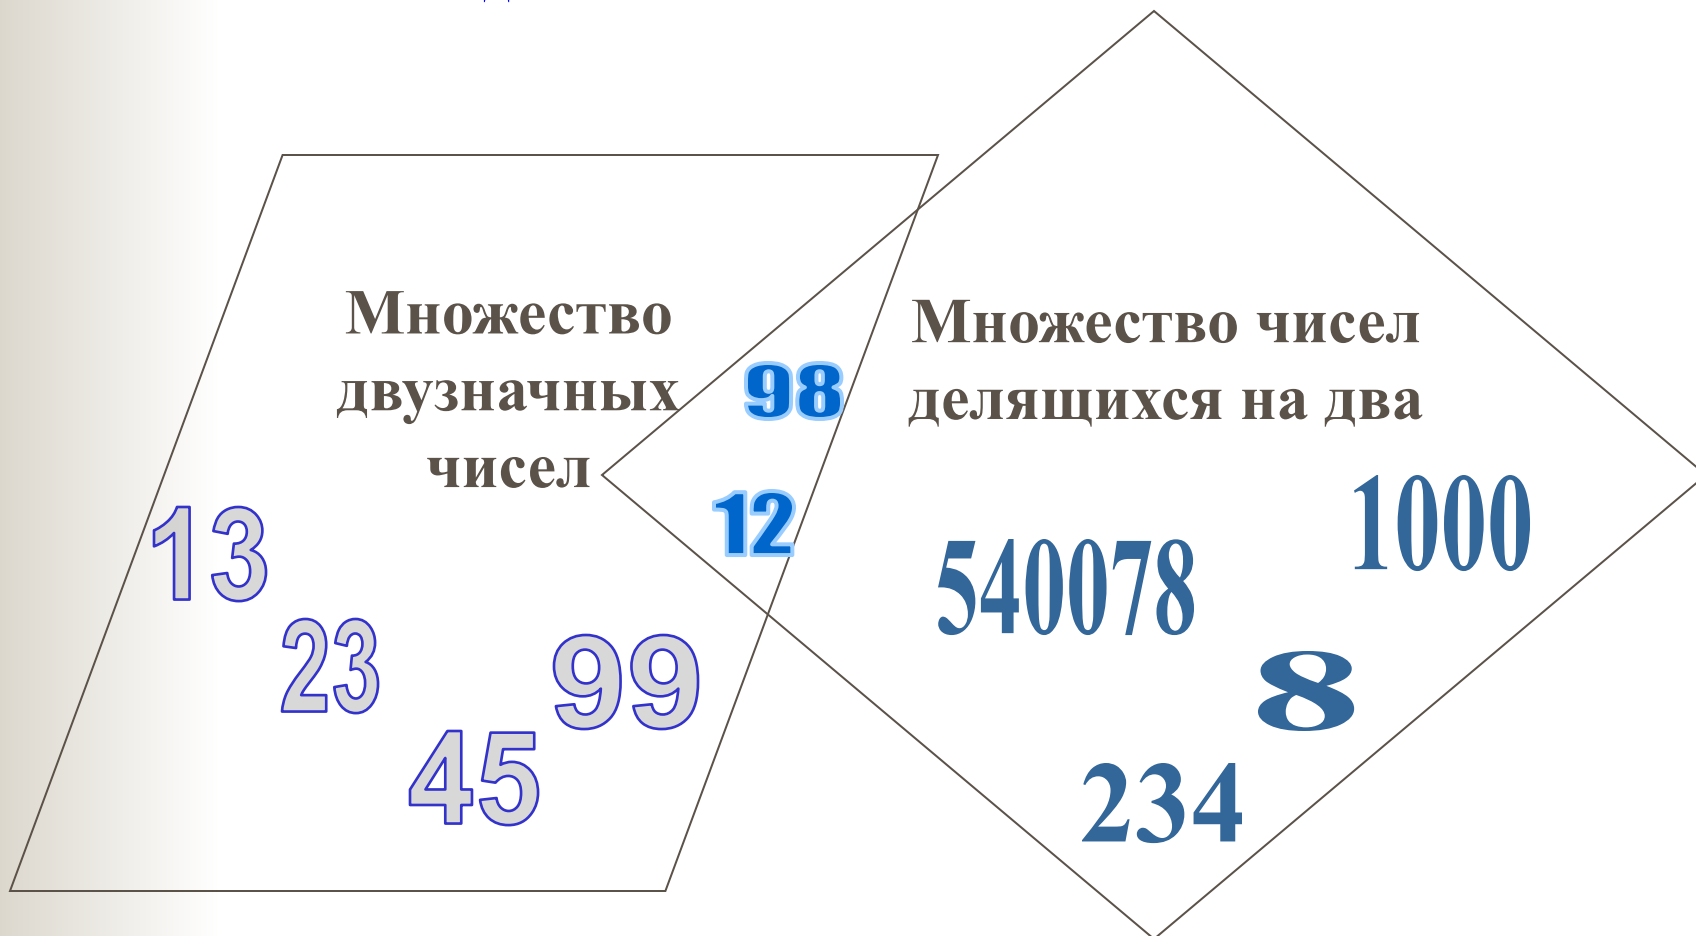 Множество
двузначных
чисел
13
23
45
99
98
12
Множество чисел
делящихся на два
1000
540078
8
234